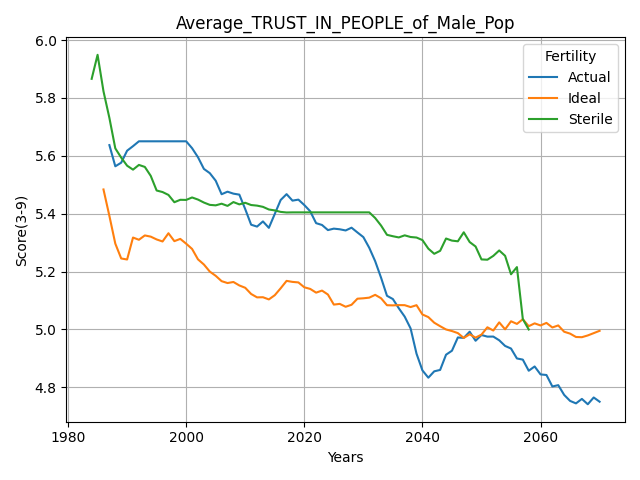 Average_TRUST_IN_PEOPLE_of_Male_Pop
Fertility
Actual
Ideal
Sterile
Score(3-9)
6.0
5.8
5.6
5.4
5.2
5.0
4.8
1980 2000 2020 2040 2060
Years